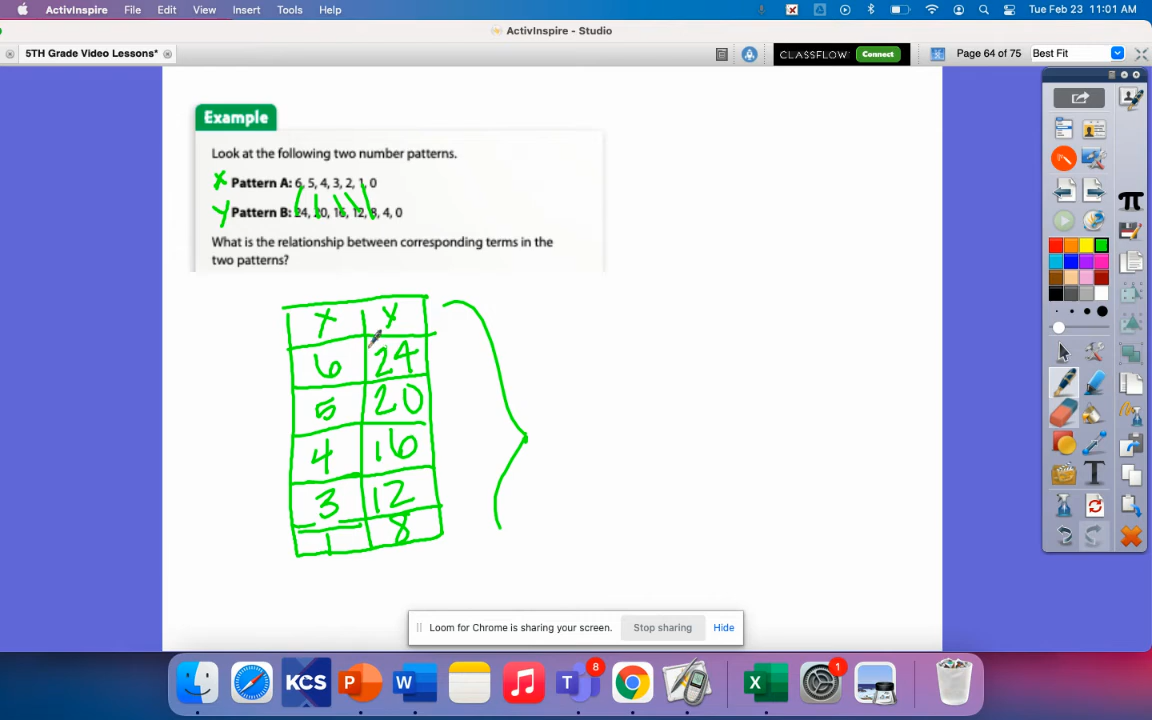 ActivInspire File Edit View Insert Tools Help Tue Feb 23 11:01 AM
ActivInspire - Studio
5TH Grade Video Lessons* CLASSFLOW Connect Page 64 of 75 Best Fit
Example
Look at the following two number patterns.
X Pattern A: 6, 5, 4, 3, 2, 1, 0
y Pattern B: 24, 20, 16, 12, 8, 4, 0
What is the relationship between corresponding terms in the
two patterns?
x y
6 24
5 20
4 16
3 12
1 8
π
T
Loom for Chrome is sharing your screen. Stop sharing Hide
KCS P W T 8 X 1